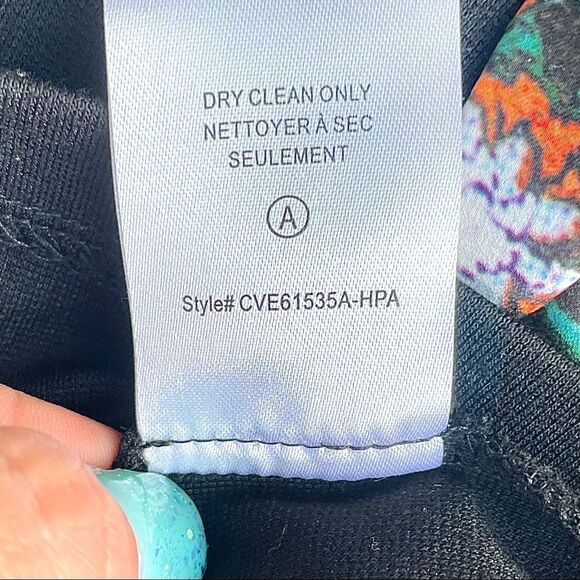 DRY CLEAN ONLY
NETTOYER À SEC
SEULEMENT
A
Style# CVE61535A-HPA